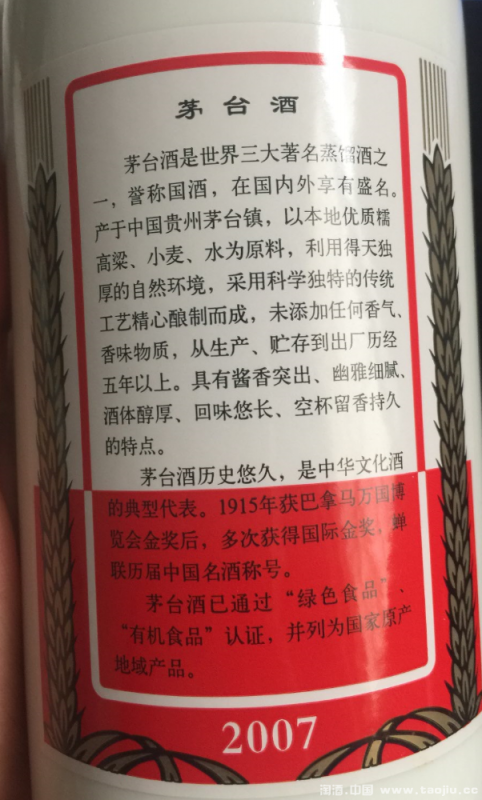 茅台酒
茅台酒是世界三大著名蒸馏酒之
一，誉称国酒，在国内外享有盛名。
产于中国贵州茅台镇，以本地优质糯
高粱、小麦、水为原料，利用得天独
厚的自然环境，采用科学独特的传统
工艺精心酿制而成，未添加任何香气、
香味物质，从生产、贮存到出厂历经
五年以上。具有酱香突出、幽雅细腻、
酒体醇厚、回味悠长、空杯留香持久
的特点。
茅台酒历史悠久，是中华文化酒
的典型代表。1915年获巴拿马万国博
览会金奖后，多次获得国际金奖，蝉
联历届中国名酒称号。
茅台酒已通过“绿色食品”、
“有机食品”认证，并列为国家原产
地域产品。
2007
淘酒.中国 www.taojiu.cc